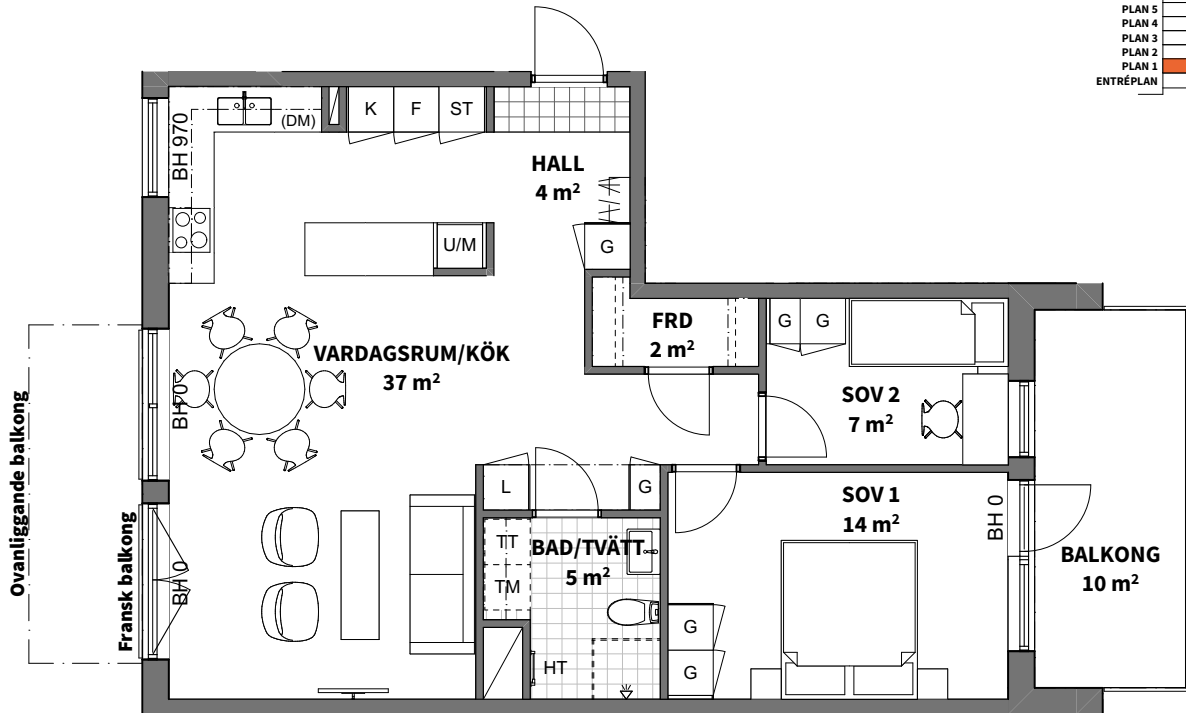 PLAN 5
PLAN 4
PLAN 3
PLAN 2
PLAN 1
ENTRÉPLAN
BH 970
(DM)
K
F
ST
HALL
4 m²
U/M
G
FRD
2 m²
G
G
VARDAGSRUM/KÖK
37 m²
SOV 2
7 m²
BH 0
Ovanliggande balkong
L
G
SOV 1
14 m²
BH 0
TT
BAD/TVÄTT
5 m²
TM
BALKONG
10 m²
Fransk balkong
BH 0
G
G
HT